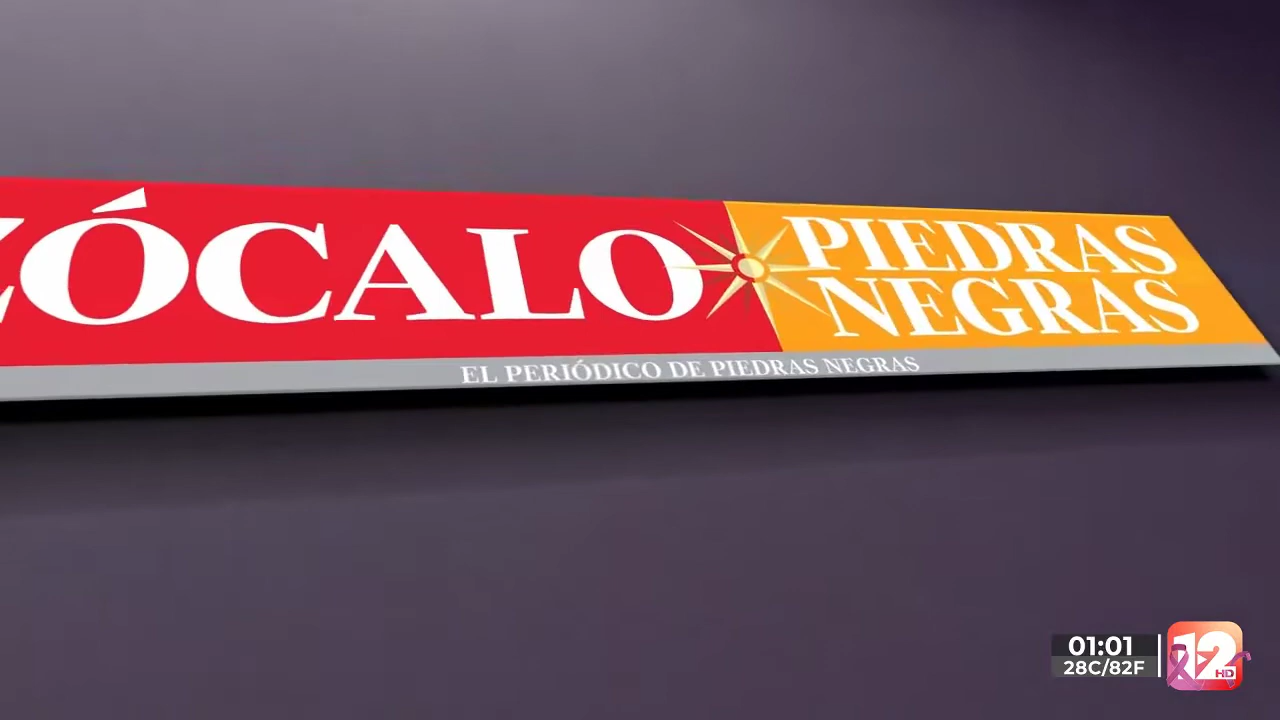 ZÓCALO
PIEDRAS
NEGRAS
EL PERIÓDICO DE PIEDRAS NEGRAS
01:01
28C/82F
12
HD